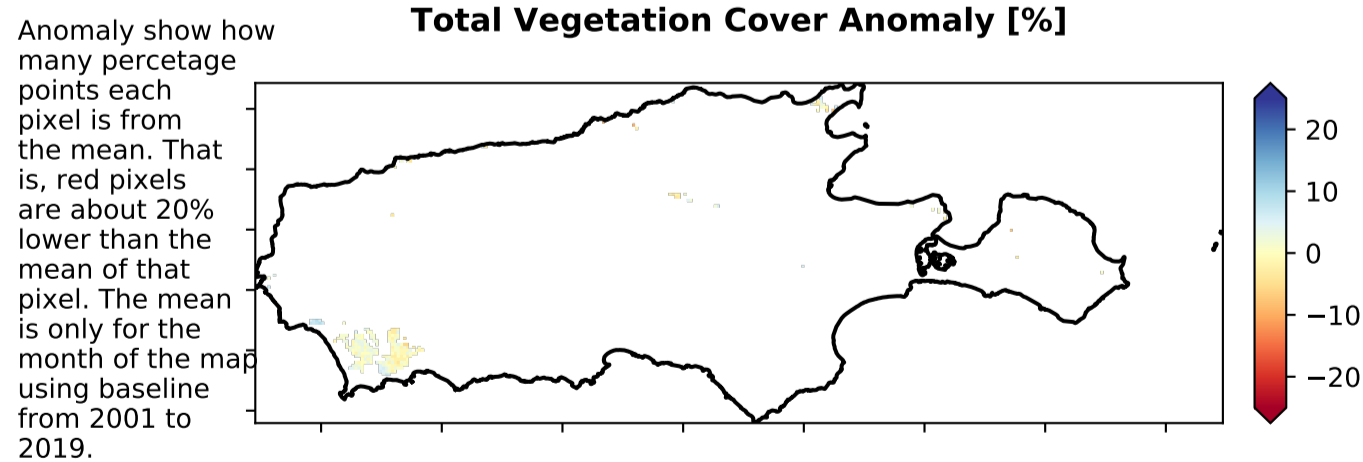 Total Vegetation Cover Anomaly [%]
Anomaly show how
many percetage
points each
pixel is from
the mean. That
is, red pixels
are about 20%
lower than the
mean of that
pixel. The mean
is only for the
month of the map
using baseline
from 2001 to
2019.
20
10
0
−10
−20